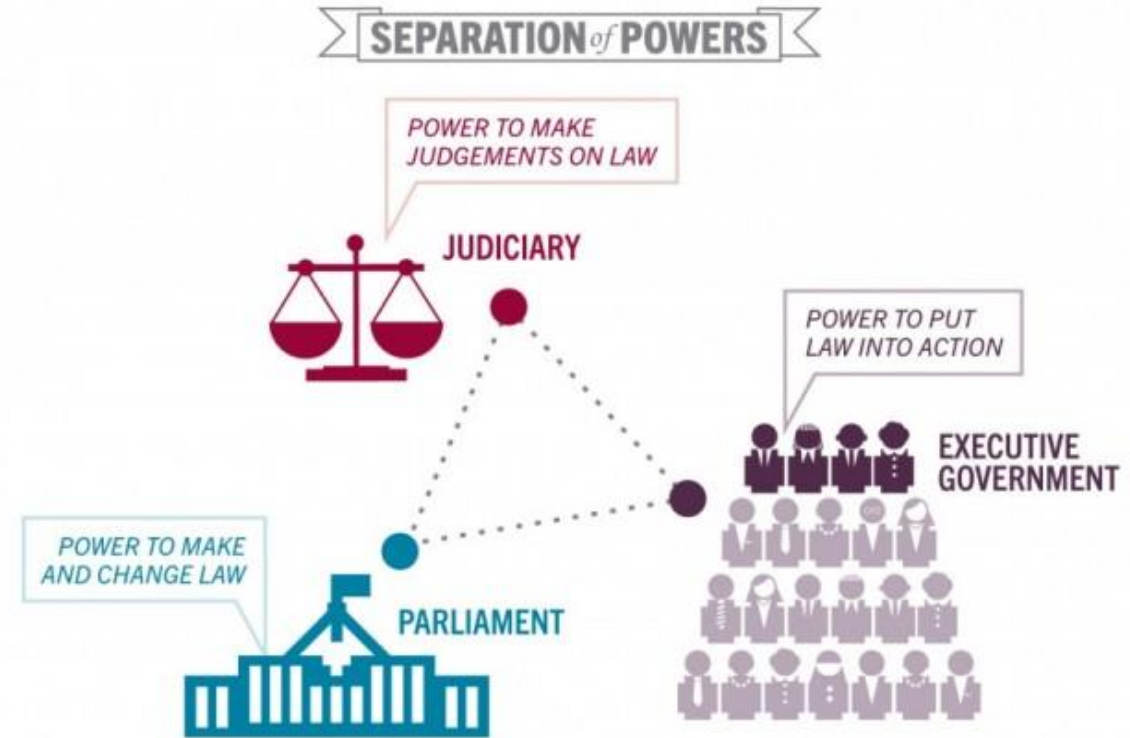 SEPARATION of POWERS
POWER TO MAKE
JUDGEMENTS ON LAW
JUDICIARY
POWER TO PUT
LAW INTO ACTION
EXECUTIVE
GOVERNMENT
POWER TO MAKE
AND CHANGE LAW
PARLIAMENT